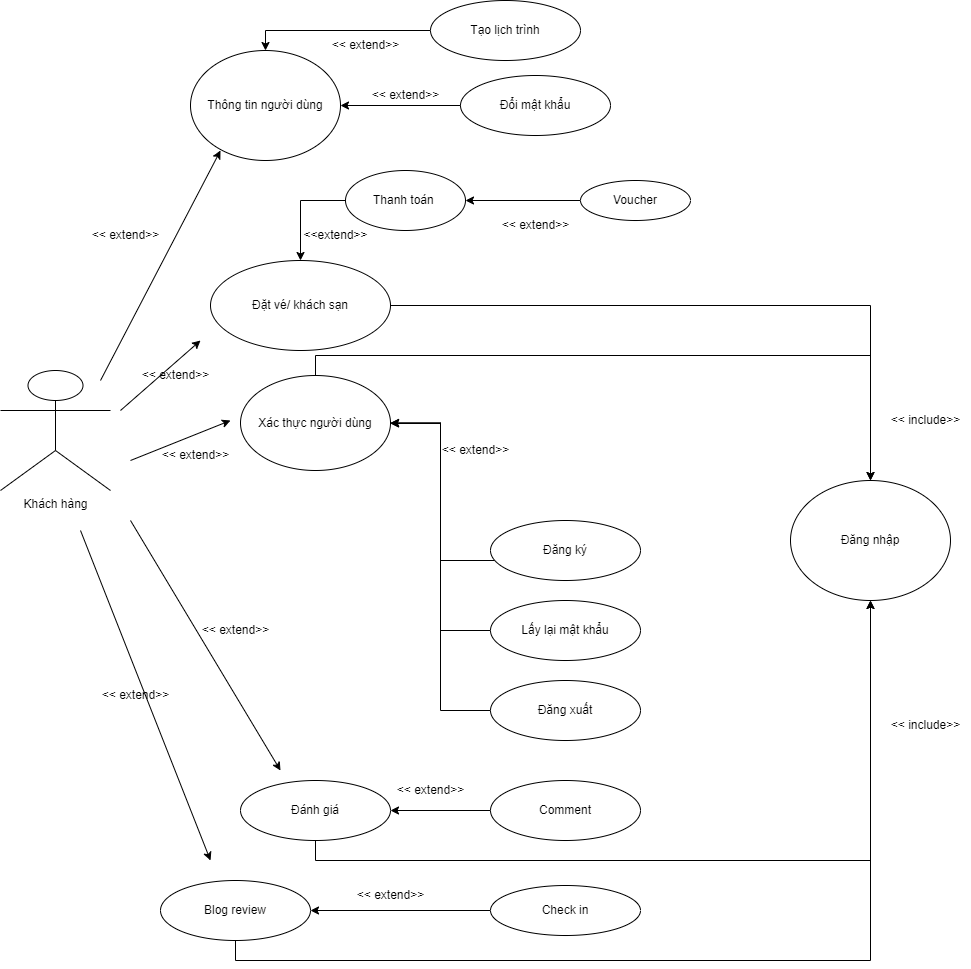 Tạo lịch trình
<< extend>>
Thông tin người dùng
<< extend>>
Đổi mật khẩu
Thanh toán
Voucher
<< extend>>
<< extend>>
<<extend>>
Đặt vé/ khách sạn
<< extend>>
<< include>>
Xác thực người dùng
<< extend>>
<< extend>>
Khách hàng
Đăng nhập
Đăng ký
<< extend>>
Lấy lại mật khẩu
<< extend>>
Đăng xuất
<< include>>
<< extend>>
Đánh giá
Comment
<< extend>>
Blog review
Check in